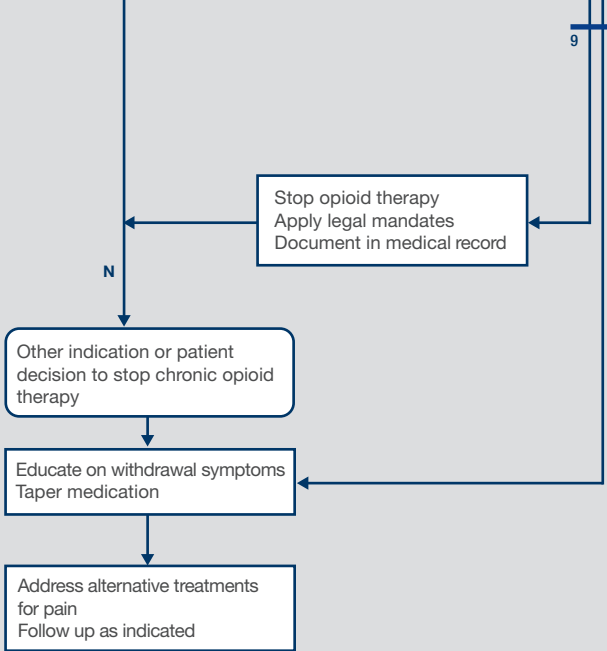 9
Stop opioid therapy
Apply legal mandates
Document in medical record
N
Other indication or patient
decision to stop chronic opioid
therapy
Educate on withdrawal symptoms
Taper medication
Address alternative treatments
for pain
Follow up as indicated